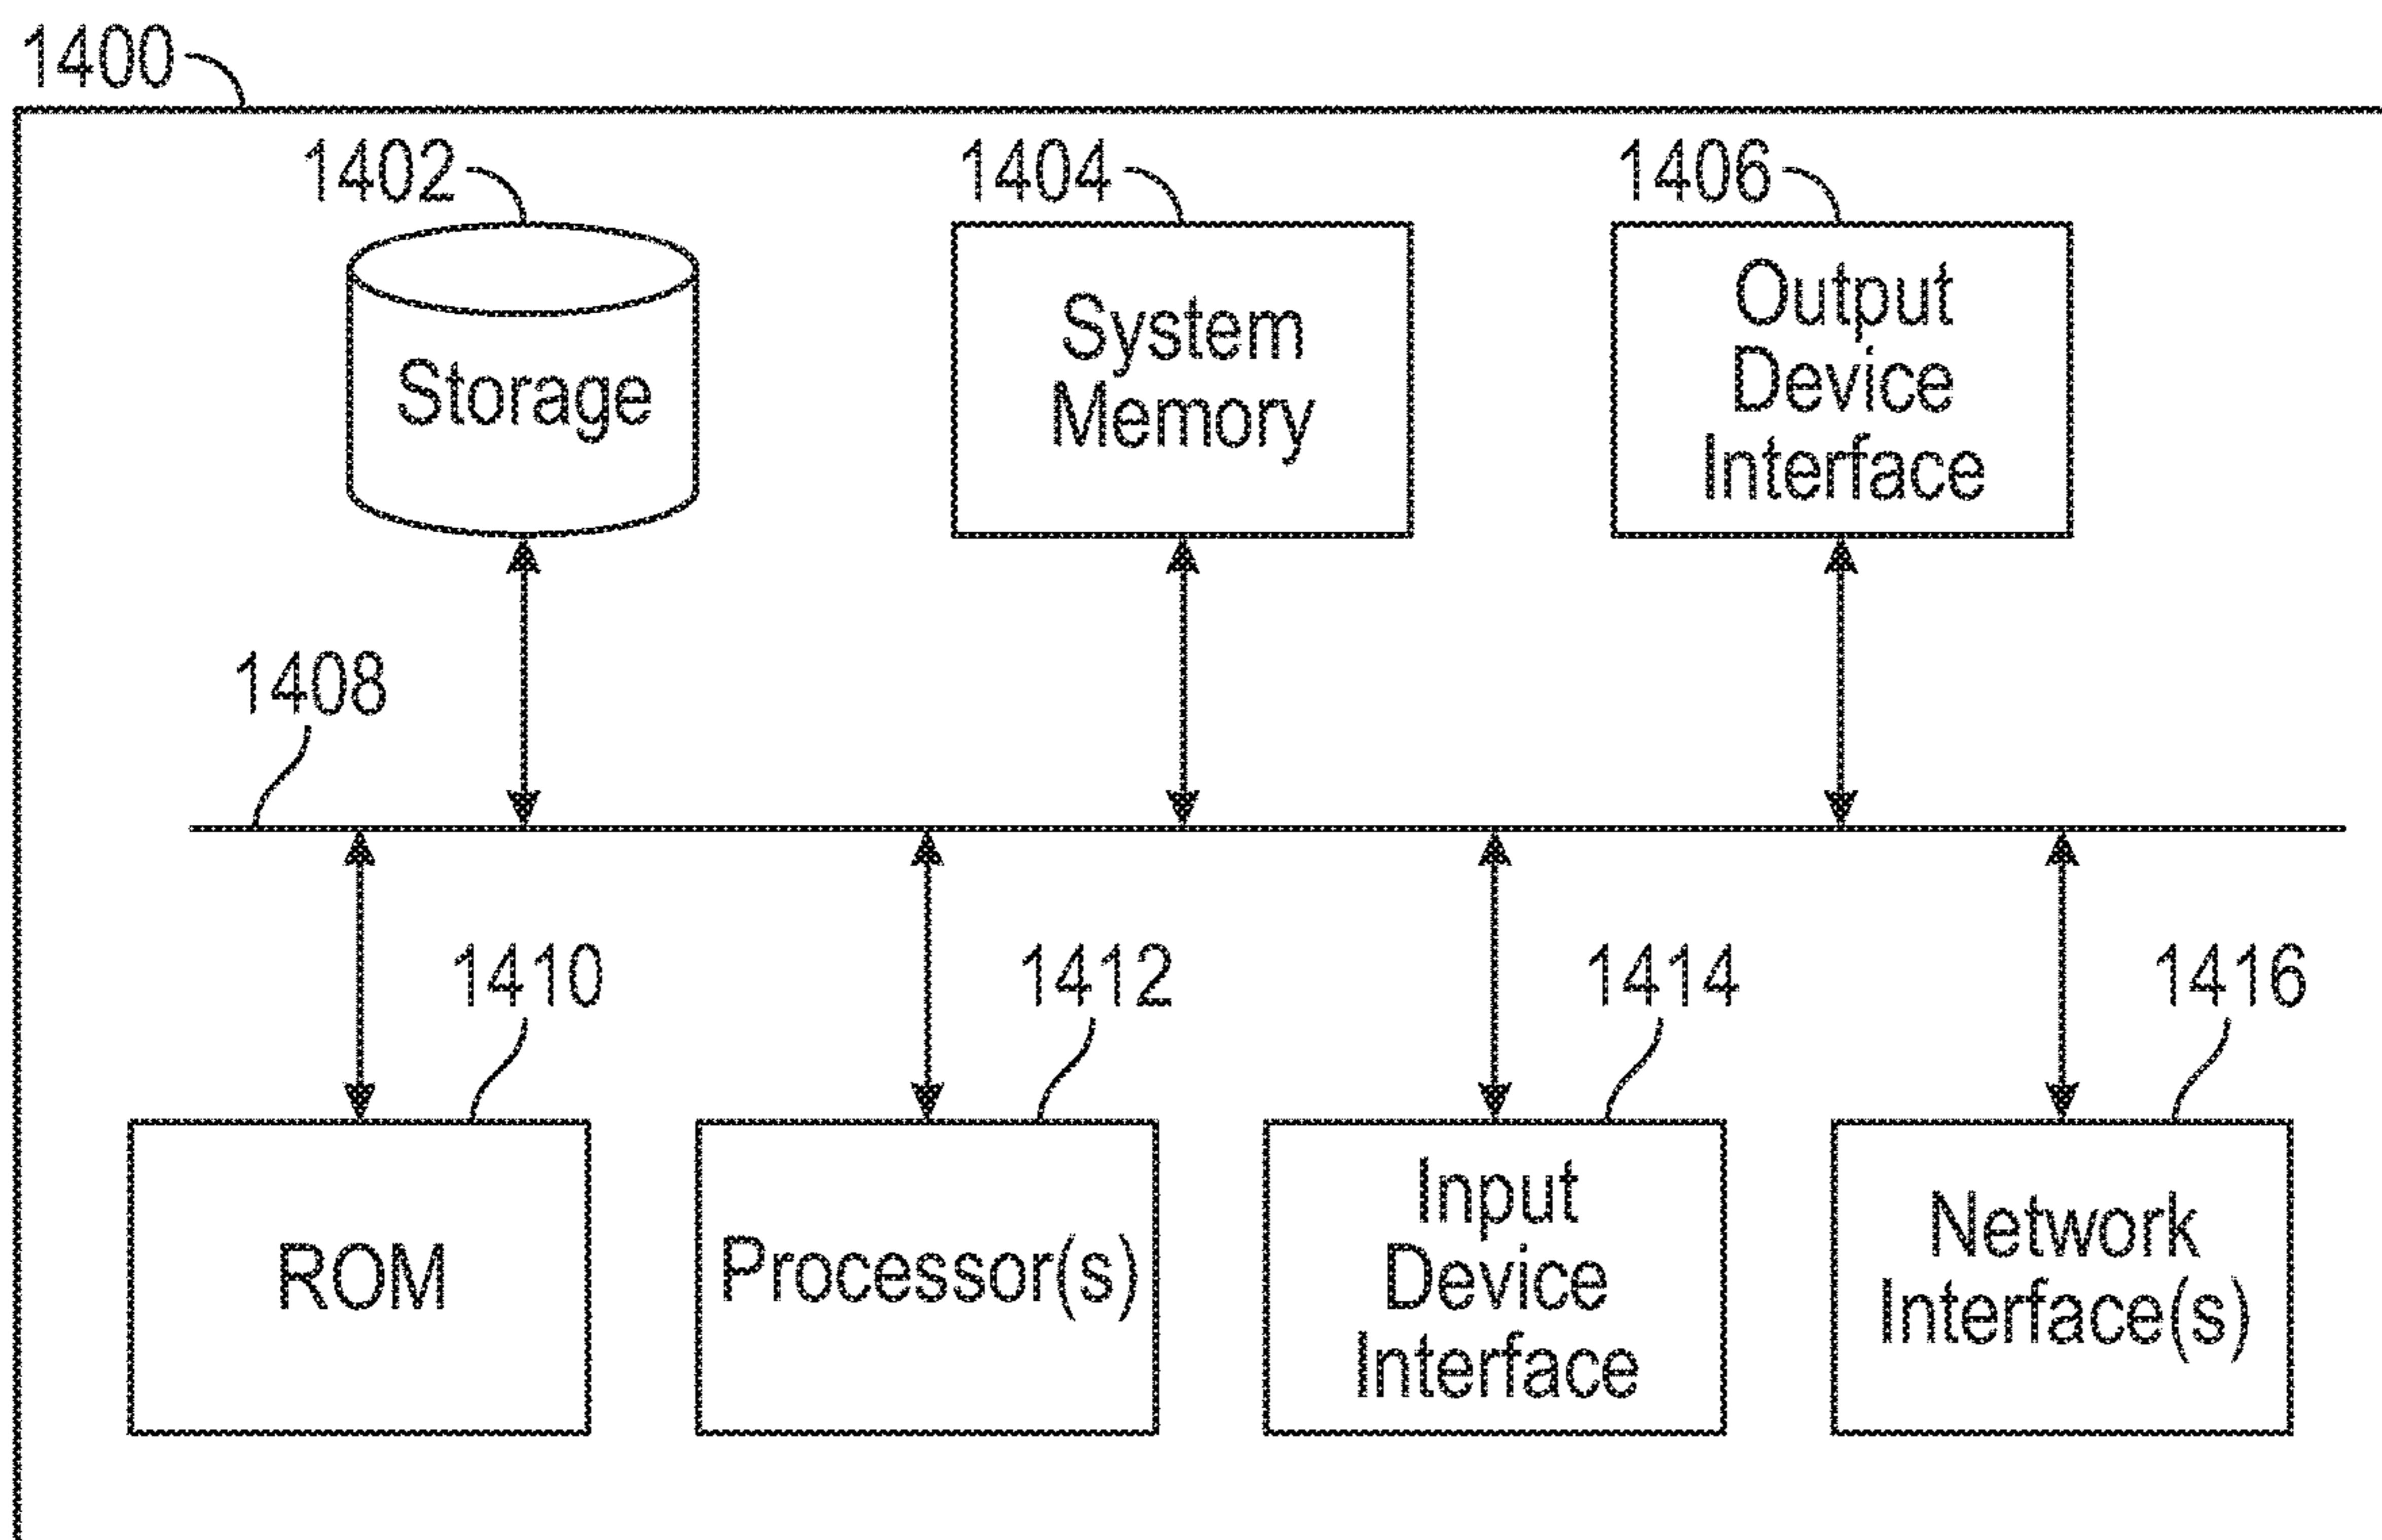 1400
1402
1404
1406
Storage
System
Memory
Output
Device
Interface
1408
1410
1412
1414
1416
ROM
Processor(s)
Input
Device
Interface
Network
Interface(s)